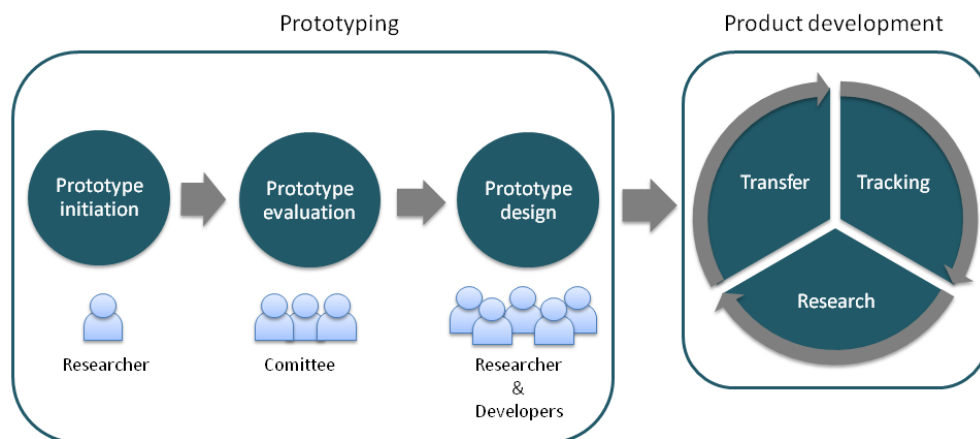 Prototyping
Product development
Prototype
initiation
Prototype
evaluation
Prototype
design
Transfer
Tracking
Research
Researcher
Comittee
Researcher
&
Developers